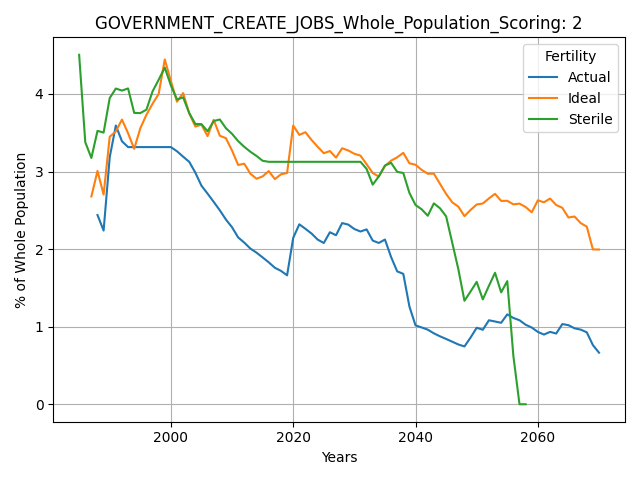 GOVERNMENT_CREATE_JOBS_Whole_Population_Scoring: 2
Fertility
Actual
Ideal
Sterile
% of Whole Population
4
3
2
1
0
2000 2020 2040 2060
Years